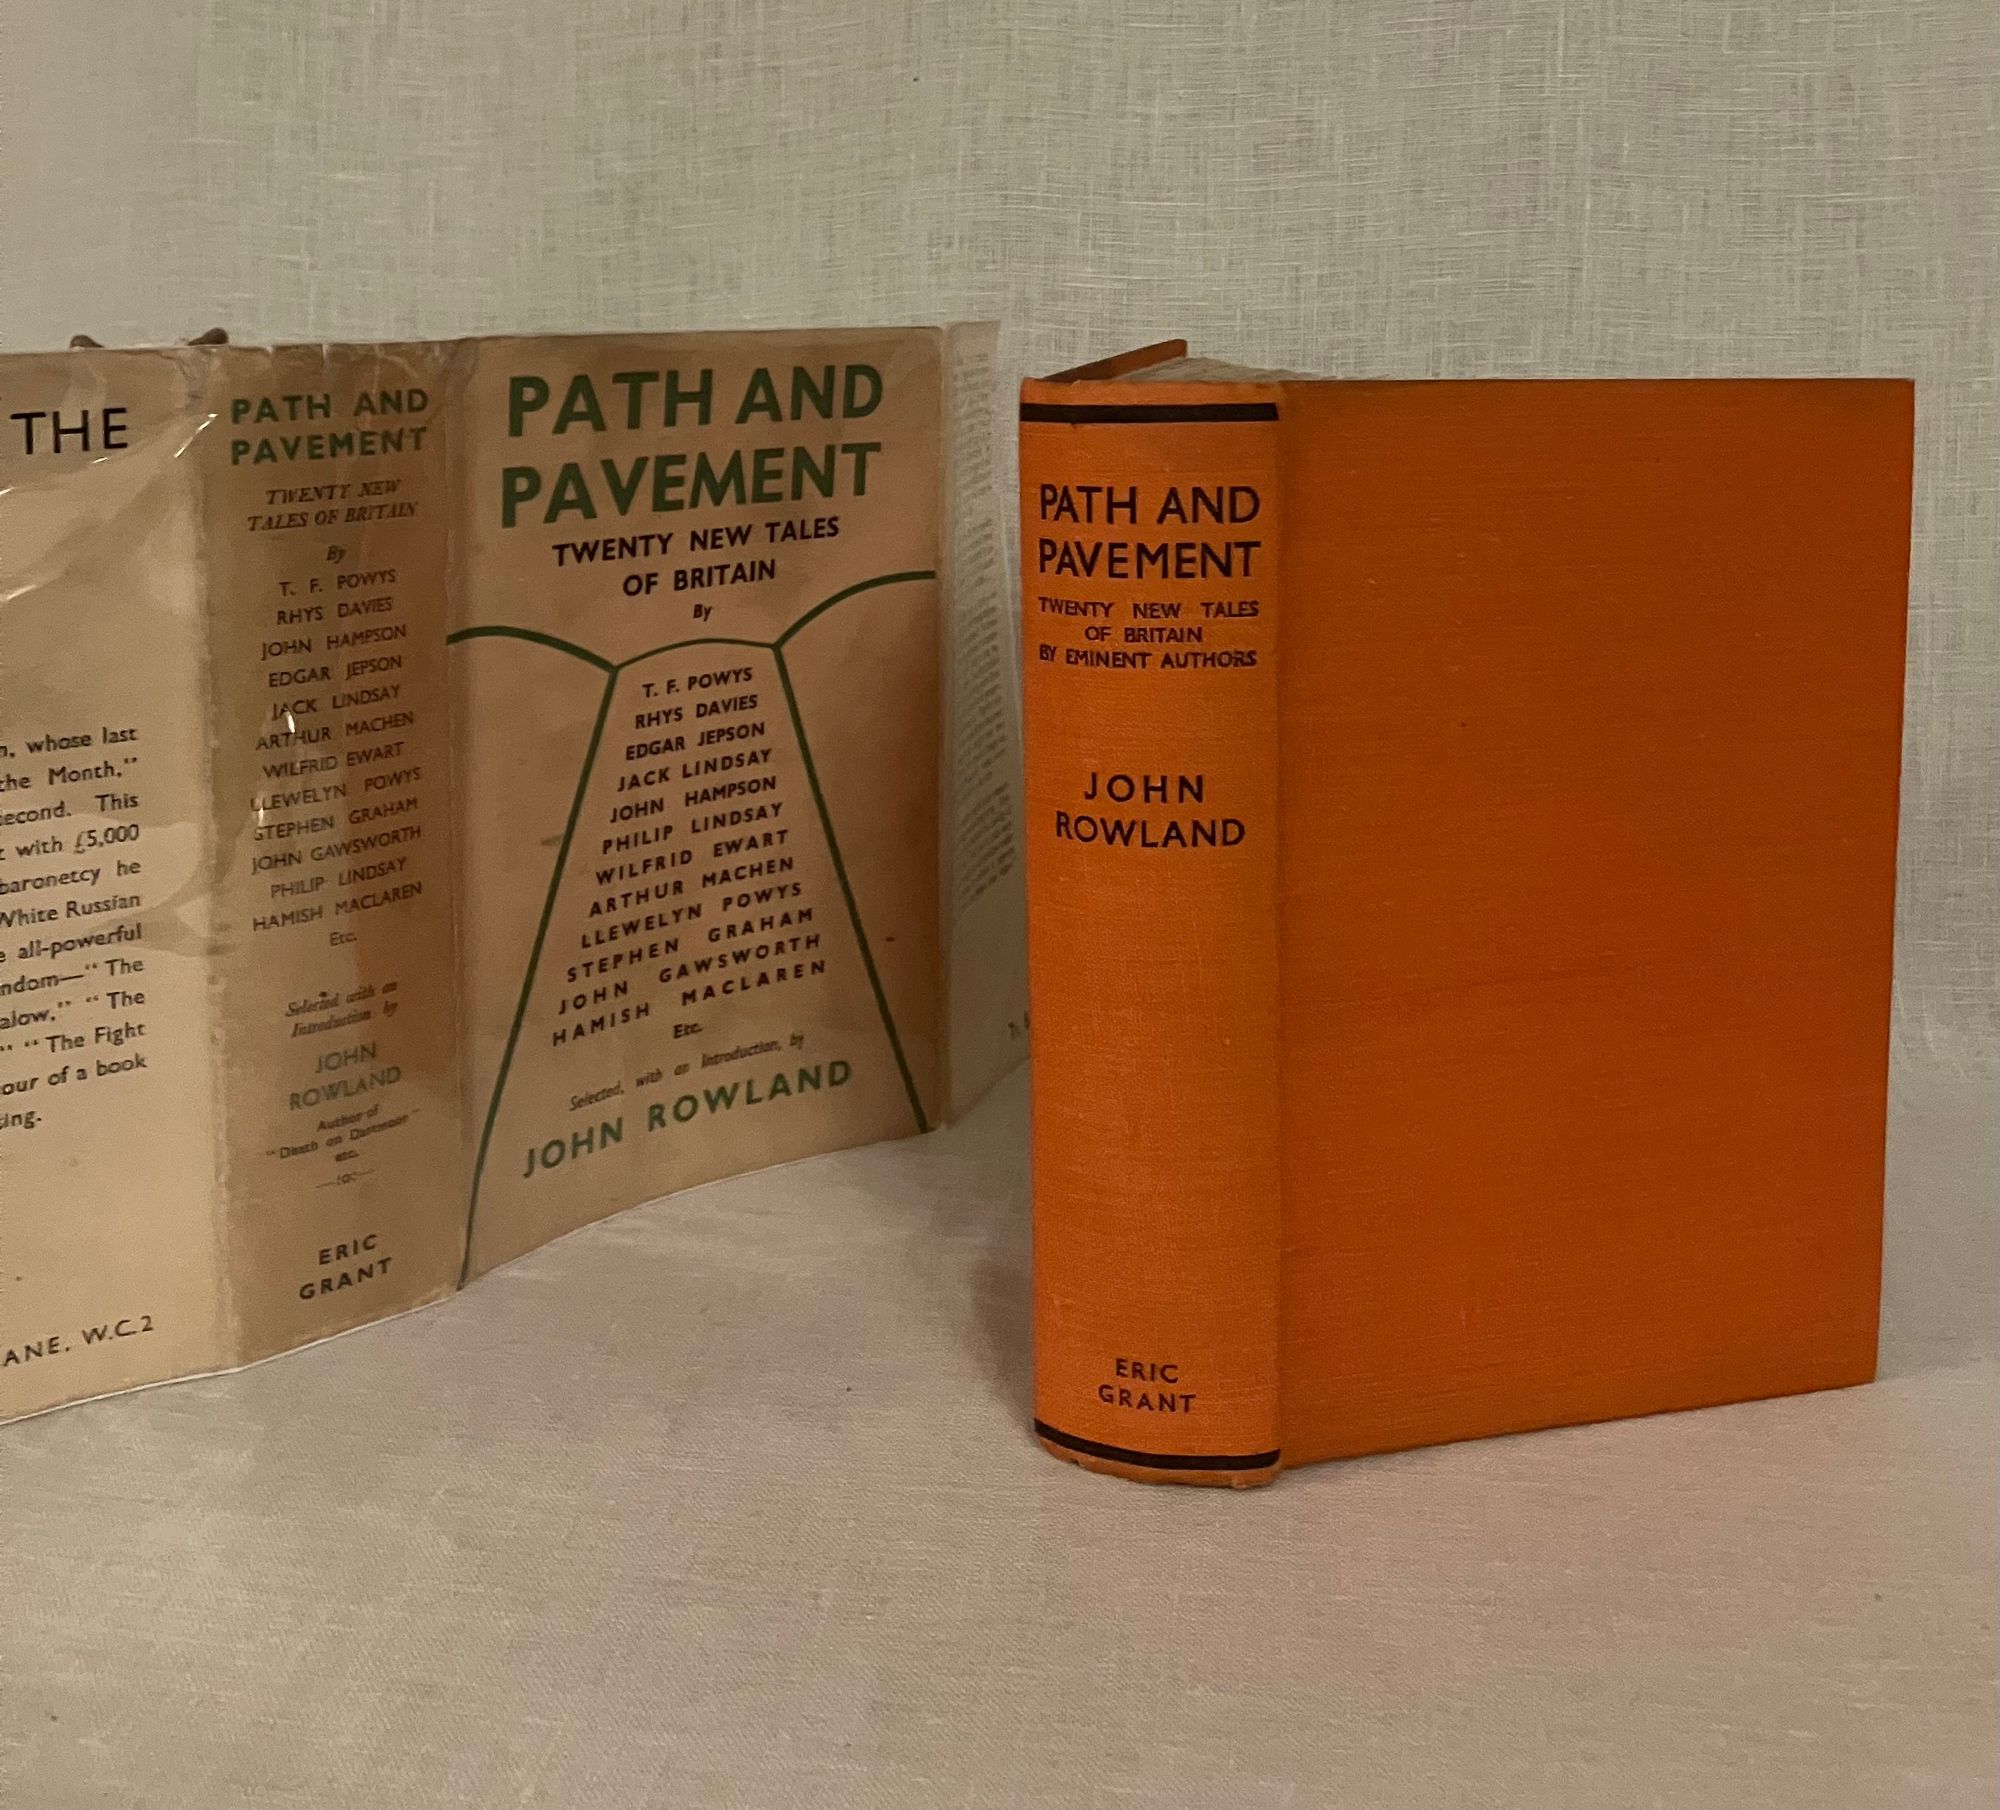 THE
n, whose last
the Month,"
second. This
t with £5,000
baronetcy he
White Russian
e all-powerful
ndom—" The
alow," " The
" " The Fight
our of a book
ing.
ANE, W.C.2
PATH AND
PAVEMENT
TWENTY NEW
TALES OF BRITAIN
By
T. F. POWYS
RHYS DAVIES
JOHN HAMPSON
EDGAR JEPSON
JACK LINDSAY
ARTHUR MACHEN
WILFRID EWART
LLEWELYN POWYS
STEPHEN GRAHAM
JOHN GAWSWORTH
PHILIP LINDSAY
HAMISH MACLAREN
Etc.
Selected with an
Introduction by
JOHN
ROWLAND
Author of
"Death on Dartmoor"
etc.
ERIC
GRANT
PATH AND
PAVEMENT
TWENTY NEW TALES
OF BRITAIN
By
T. F. POWYS
RHYS DAVIES
EDGAR JEPSON
JACK LINDSAY
JOHN HAMPSON
PHILIP LINDSAY
WILFRID EWART
ARTHUR MACHEN
LLEWELYN POWYS
STEPHEN GRAHAM
JOHN GAWSWORTH
HAMISH MACLAREN
Etc.
Selected, with an Introduction, by
JOHN ROWLAND
PATH AND
PAVEMENT
TWENTY NEW TALES
OF BRITAIN
BY EMINENT AUTHORS
JOHN
ROWLAND
ERIC
GRANT